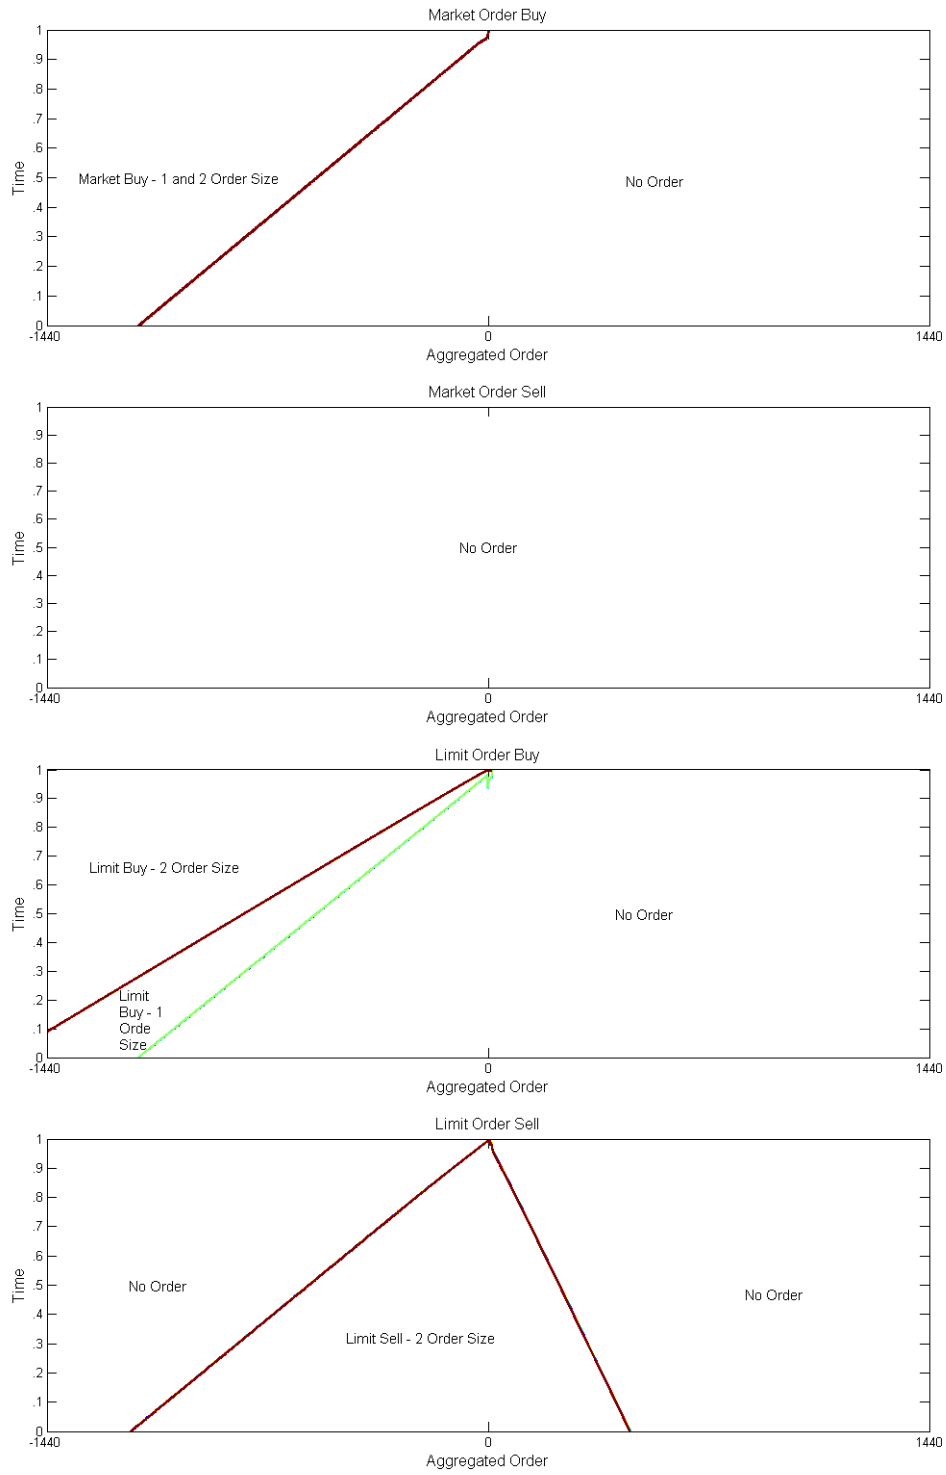 Market Order Buy
1
.9
.8
.7
.6
.5
.4
.3
.2
.1
0
Time
Market Buy - 1 and 2 Order Size
No Order
-1440
0
1440
Aggregated Order
Market Order Sell
1
.9
.8
.7
.6
.5
.4
.3
.2
.1
0
Time
No Order
-1440
0
1440
Aggregated Order
Limit Order Buy
1
.9
.8
.7
.6
.5
.4
.3
.2
.1
0
Time
Limit Buy - 2 Order Size
No Order
Limit
Buy - 1
Orde
Size
-1440
0
1440
Aggregated Order
Limit Order Sell
1
.9
.8
.7
.6
.5
.4
.3
.2
.1
0
Time
No Order
No Order
Limit Sell - 2 Order Size
-1440
0
1440
Aggregated Order